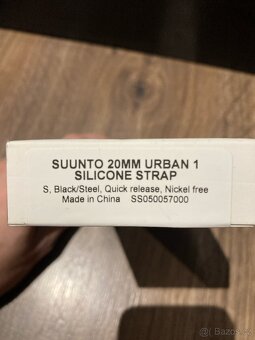 SUUNTO 20MM URBAN 1
SILICONE STRAP
S, Black/Steel, Quick release, Nickel free
Made in China SS050057000